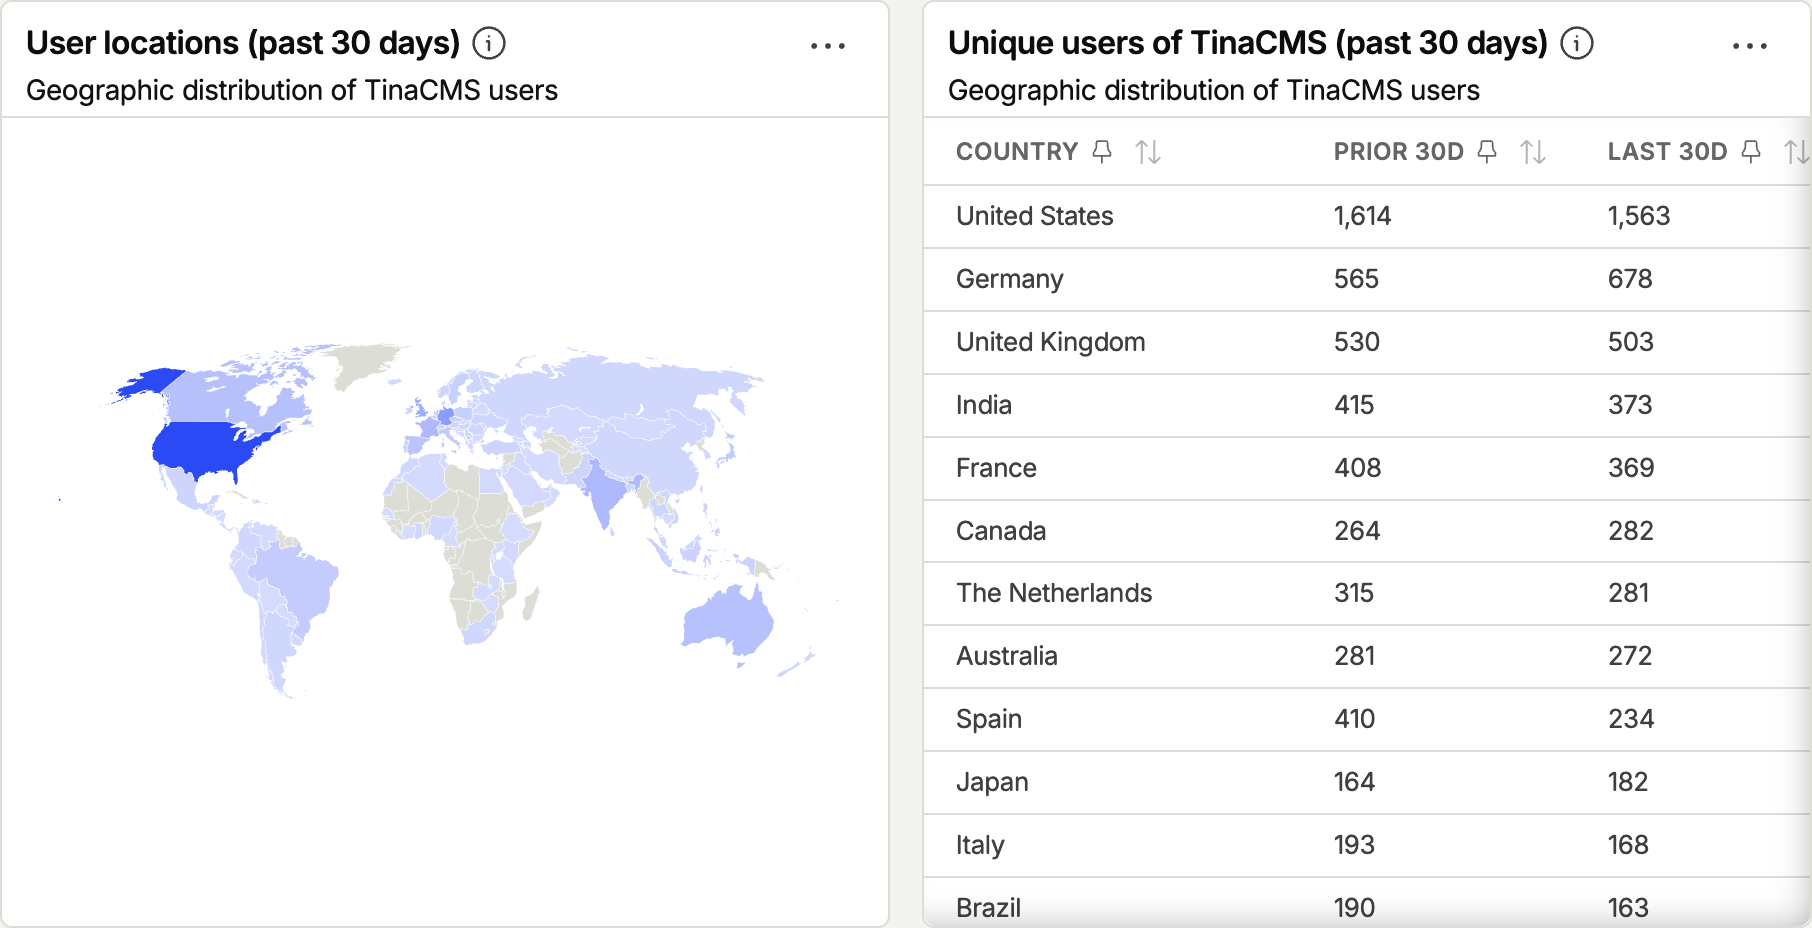 User locations (past 30 days)
Geographic distribution of TinaCMS users
Unique users of TinaCMS (past 30 days)
Geographic distribution of TinaCMS users
COUNTRY PRIOR 30D LAST 30D
United States 1,614 1,563
Germany 565 678
United Kingdom 530 503
India 415 373
France 408 369
Canada 264 282
The Netherlands 315 281
Australia 281 272
Spain 410 234
Japan 164 182
Italy 193 168
Brazil 190 163